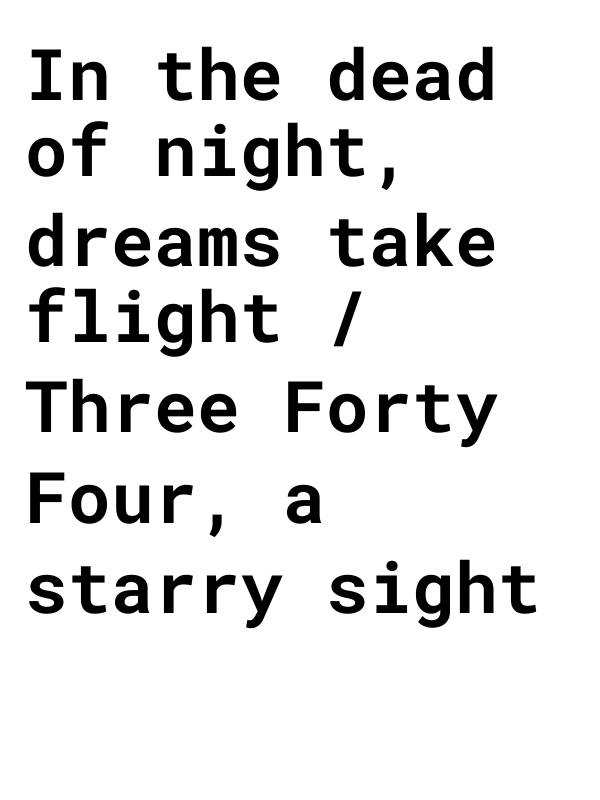 In the dead
of night,
dreams take
flight /
Three Forty
Four, a
starry sight